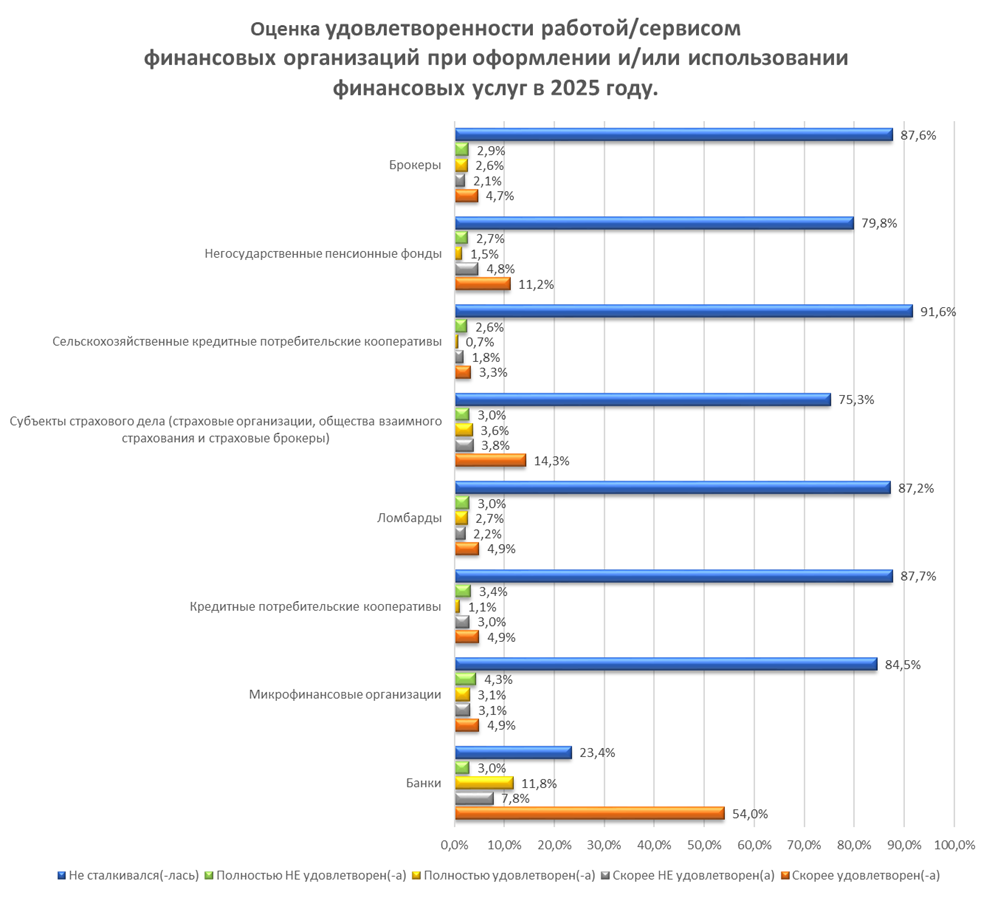 Оценка удовлетворенности работой/сервисом
финансовых организаций при оформлении и/или использовании
финансовых услуг в 2025 году.
Брокеры
87,6%
2,9%
2,6%
2,1%
4,7%
Негосударственные пенсионные фонды
79,8%
2,7%
1,5%
4,8%
11,2%
Сельскохозяйственные кредитные потребительские кооперативы
91,6%
2,6%
0,7%
1,8%
3,3%
Субъекты страхового дела (страховые организации, общества взаимного
страхования и страховые брокеры)
75,3%
3,0%
3,6%
3,8%
14,3%
Ломбарды
87,2%
3,0%
2,7%
2,2%
4,9%
Кредитные потребительские кооперативы
87,7%
3,4%
1,1%
3,0%
4,9%
Микрофинансовые организации
84,5%
4,3%
3,1%
3,1%
4,9%
Банки
23,4%
3,0%
11,8%
7,8%
54,0%
0,0% 10,0% 20,0% 30,0% 40,0% 50,0% 60,0% 70,0% 80,0% 90,0% 100,0%
Не сталкивался(-лась) Полностью НЕ удовлетворен(-а) Полностью удовлетворен(-а) Скорее НЕ удовлетворен(а) Скорее удовлетворен(-а)